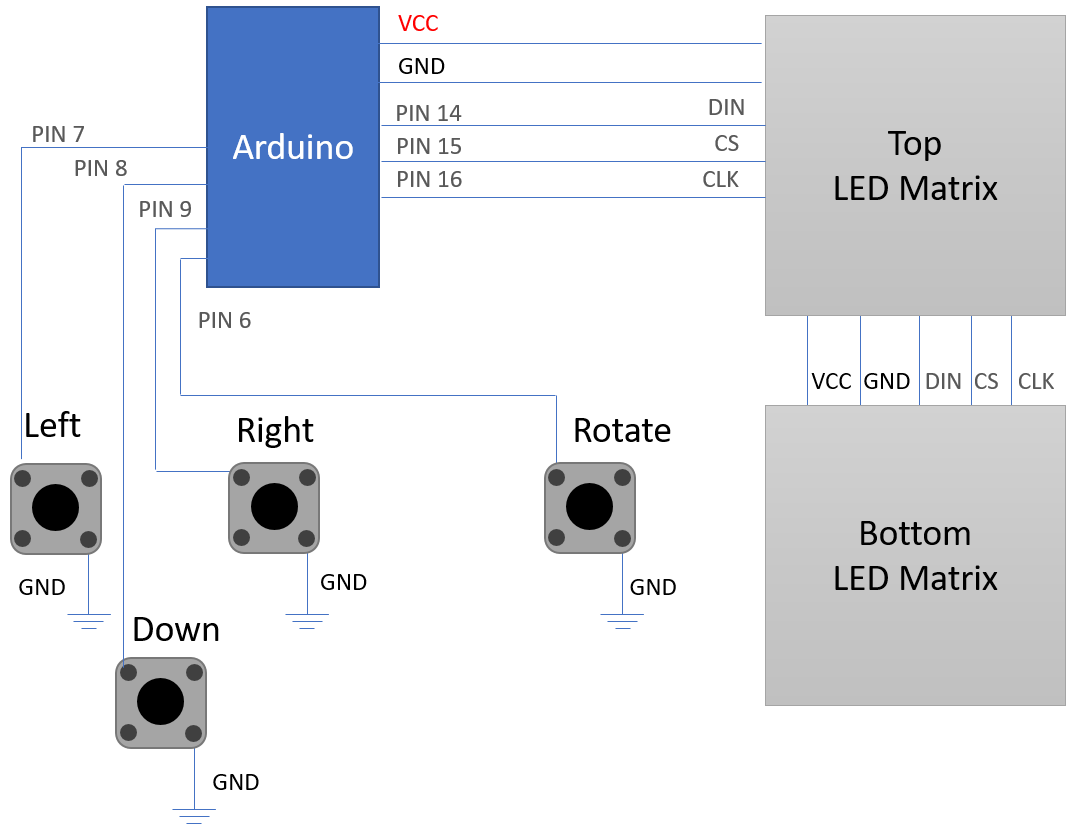 VCC
GND
Arduino
PIN 14
DIN
PIN 15
CS
PIN 16
CLK
PIN 7
PIN 8
PIN 9
PIN 6
Top
LED Matrix
VCC
GND
DIN
CS
CLK
Left
Right
Rotate
GND
GND
GND
Down
GND
Bottom
LED Matrix